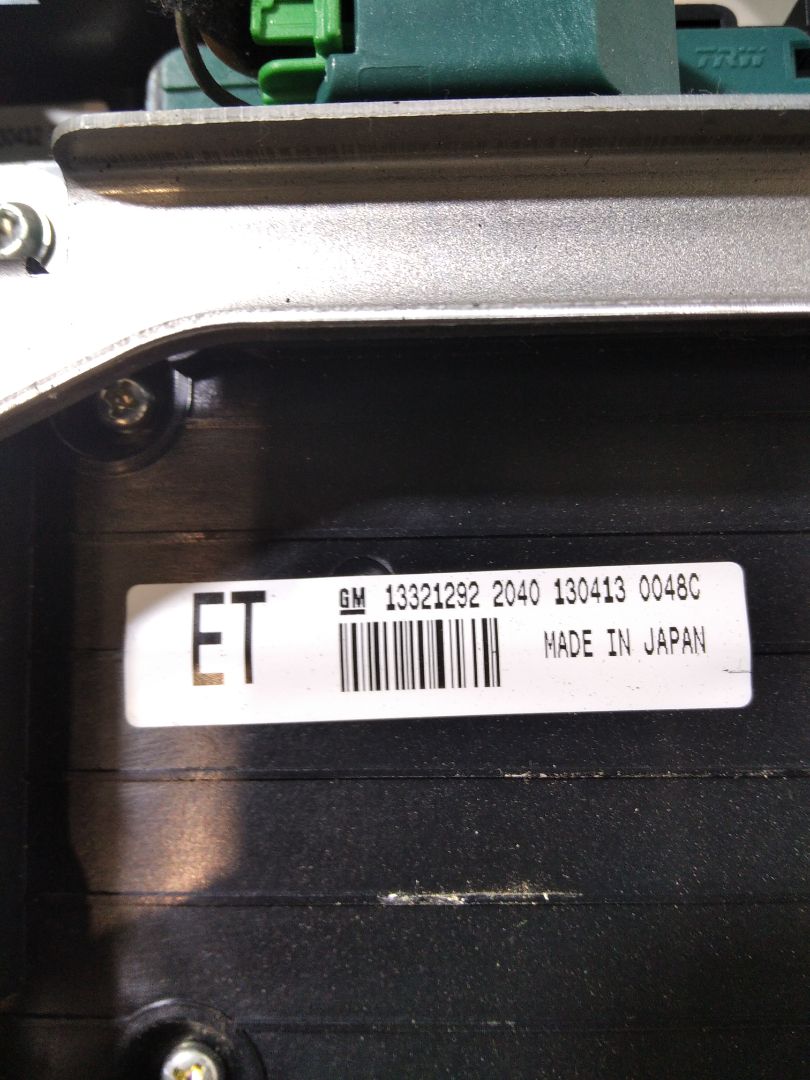 TRW
ET
GM 13321292 2040 130413 0048C
MADE IN JAPAN